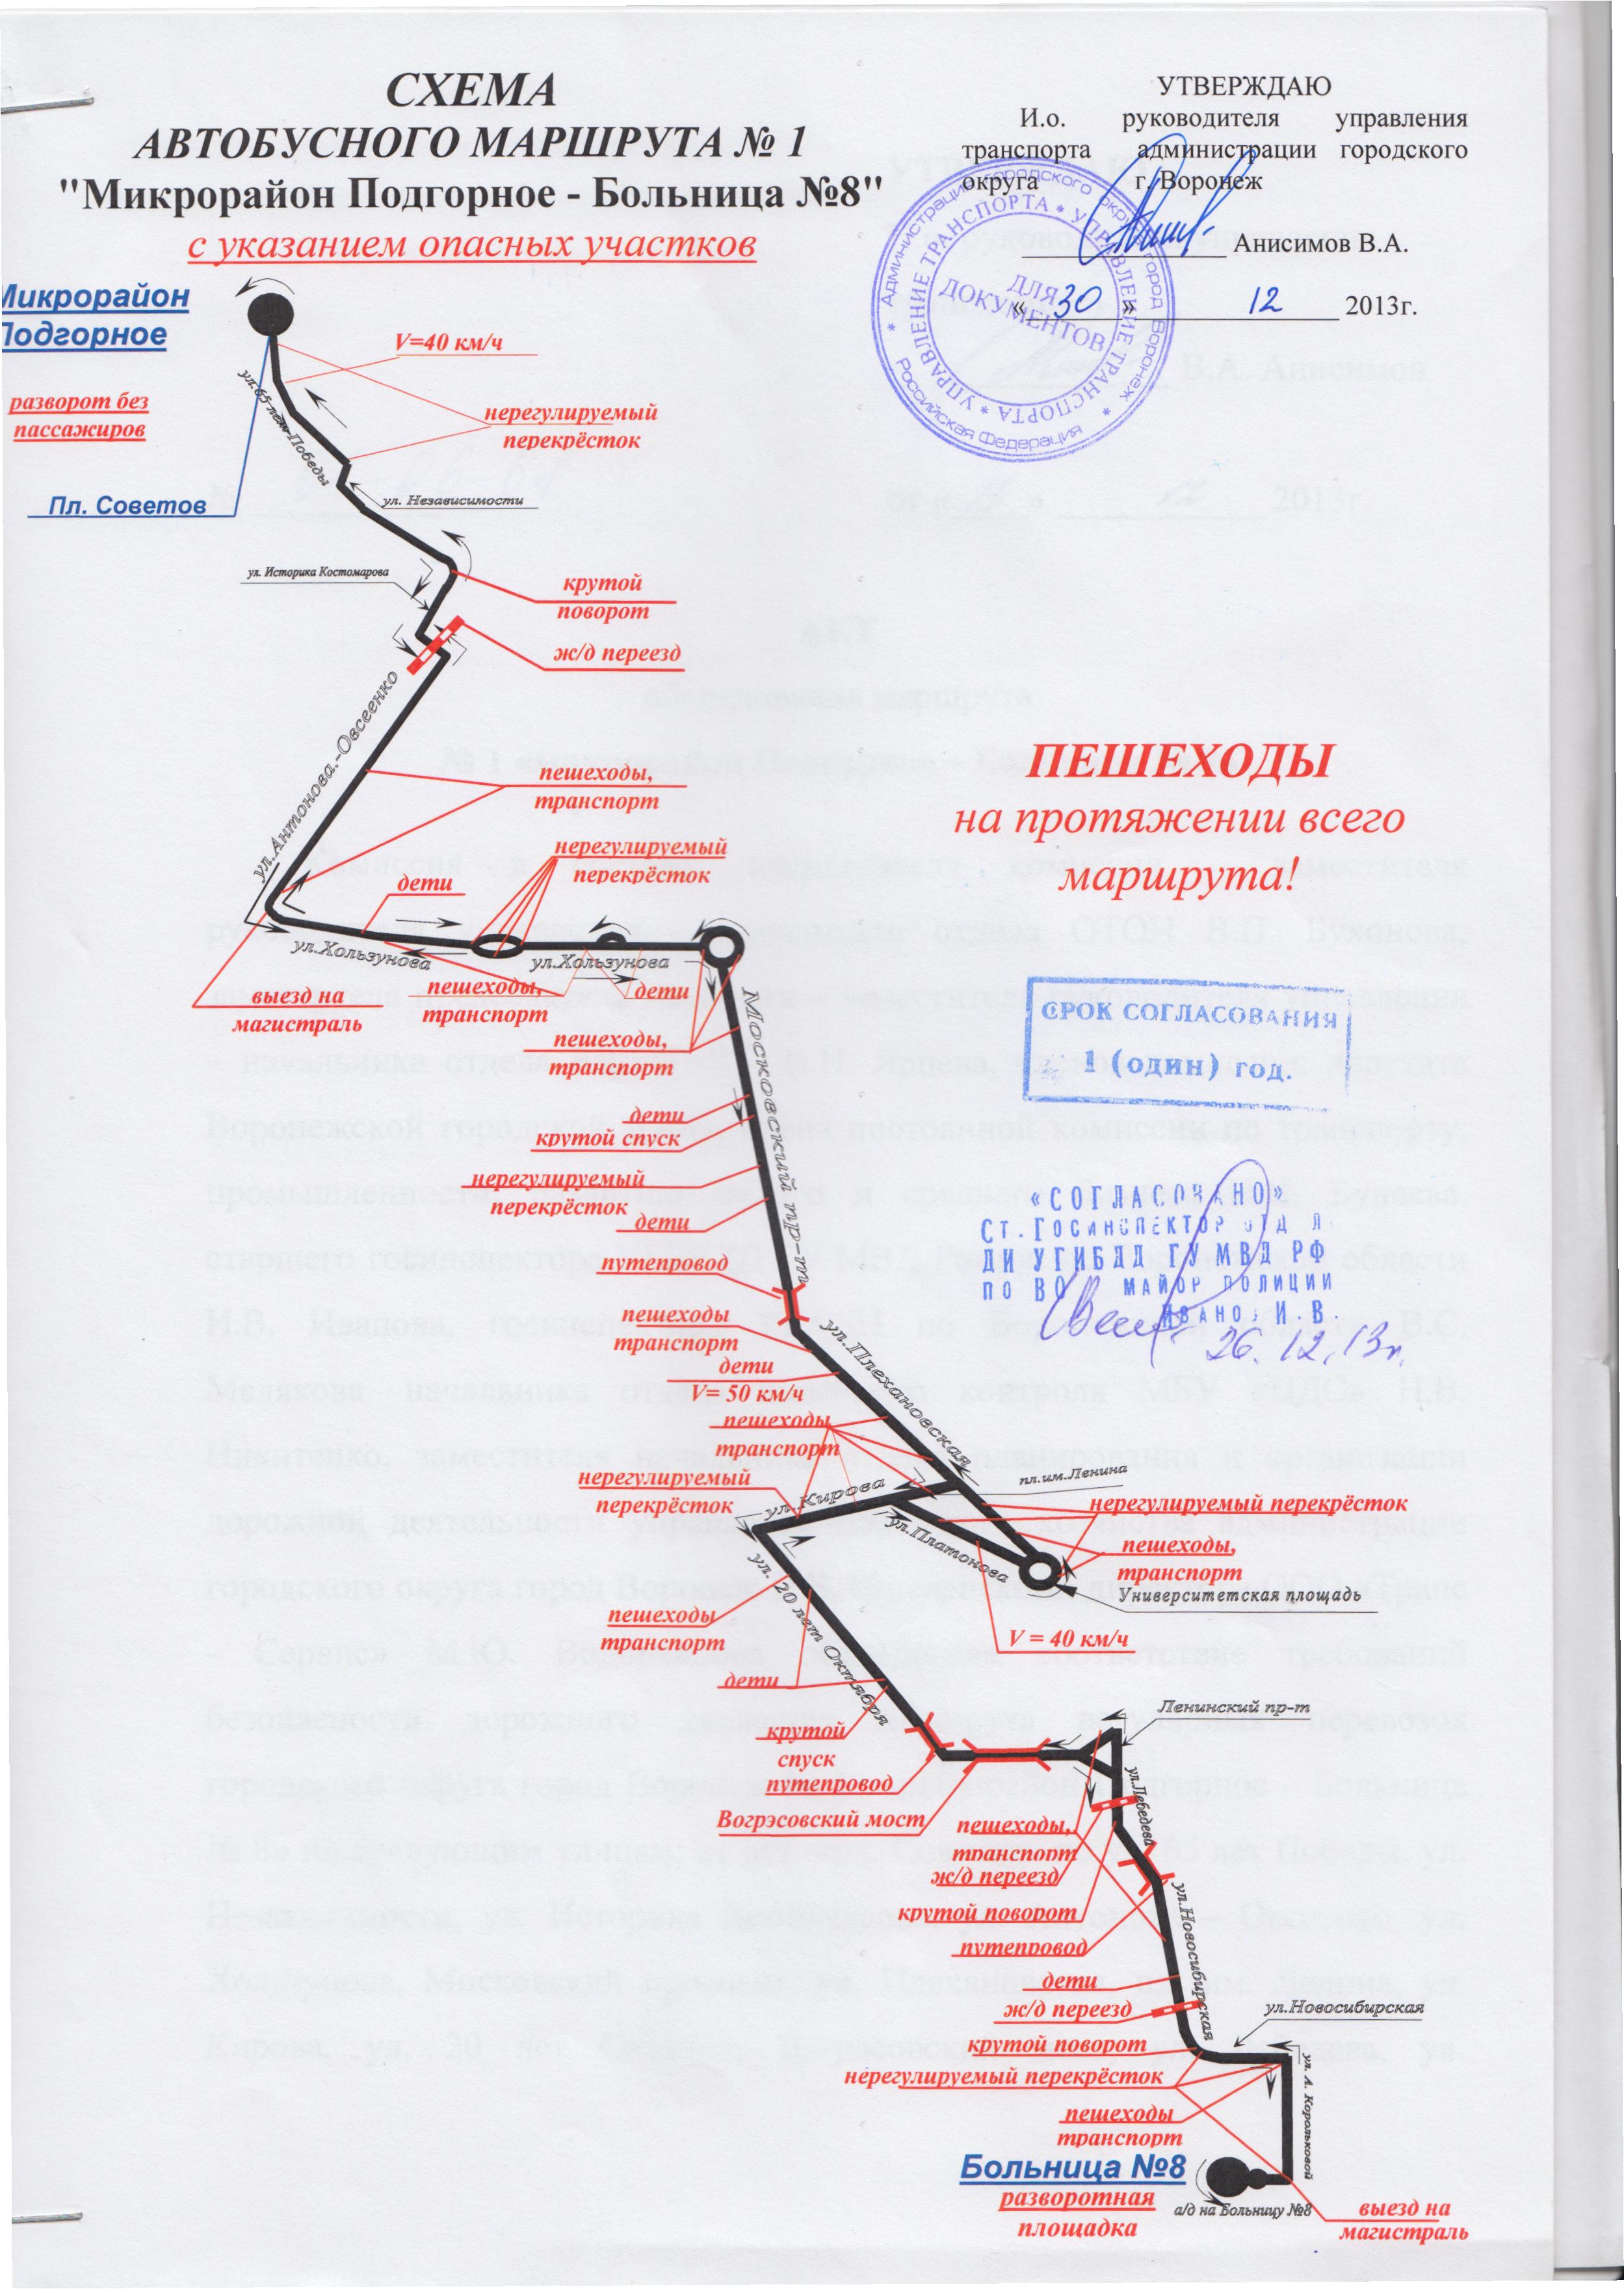 СХЕМА
АВТОБУСНОГО МАРШРУТА № 1
"Микрорайон Подгорное - Больница №8"
с указанием опасных участков
УТВЕРЖДАЮ
И.о. руководителя управления
транспорта администрации городского
округа г. Воронеж
Анисимов В.А.
« 30 » 12 2013г.
Администрация городского округа город Воронеж * Российская Федерация *
УПРАВЛЕНИЕ ТРАНСПОРТА * УПРАВЛЕНИЕ ТРАНСПОРТА *
ДЛЯ
ДОКУМЕНТОВ
Микрорайон
Подгорное
разворот без
пассажиров
Пл. Советов
V=40 км/ч
нерегулируемый
перекрёсток
ул.65 лет Победы
ул. Независимости
ул. Историка Костомарова
крутой
поворот
ж/д переезд
ул.Антонова.-Овсеенко
пешеходы,
транспорт
нерегулируемый
перекрёсток
дети
ул.Хользунова
ул.Хользунова
выезд на
магистраль
пешеходы,
транспорт
дети
пешеходы,
транспорт
Московский пр-т
дети
крутой спуск
нерегулируемый
перекрёсток
дети
путепровод
пешеходы
транспорт
дети
V= 50 км/ч
ул.Плехановская
пешеходы
транспорт
нерегулируемый
перекрёсток
ул.Кирова
пл.им.Ленина
нерегулируемый перекрёсток
ул.Платонова
пешеходы,
транспорт
Университетская площадь
V = 40 км/ч
ул. 20 лет Октября
пешеходы
транспорт
дети
крутой
спуск
путепровод
Вогрэсовский мост
Ленинский пр-т
ул.Лебедева
пешеходы,
транспорт
ж/д переезд
крутой поворот
путепровод
ул.Новосибирская
дети
ж/д переезд
крутой поворот
нерегулируемый перекрёсток
ул.Новосибирская
ул. А. Корольковой
пешеходы
транспорт
Больница №8
разворотная
площадка
а/д на Больницу №8
выезд на
магистраль
ПЕШЕХОДЫ
на протяжении всего
маршрута!
СРОК СОГЛАСОВАНИЯ
1 (один) год.
«СОГЛАСОВАНО»
Ст. Госинспектор
ДИ УГИБДД ГУ МВД РФ
ПО ВО МАЙОР ПОЛИЦИИ
ИВАНОВ И. В.
26.12.13г.